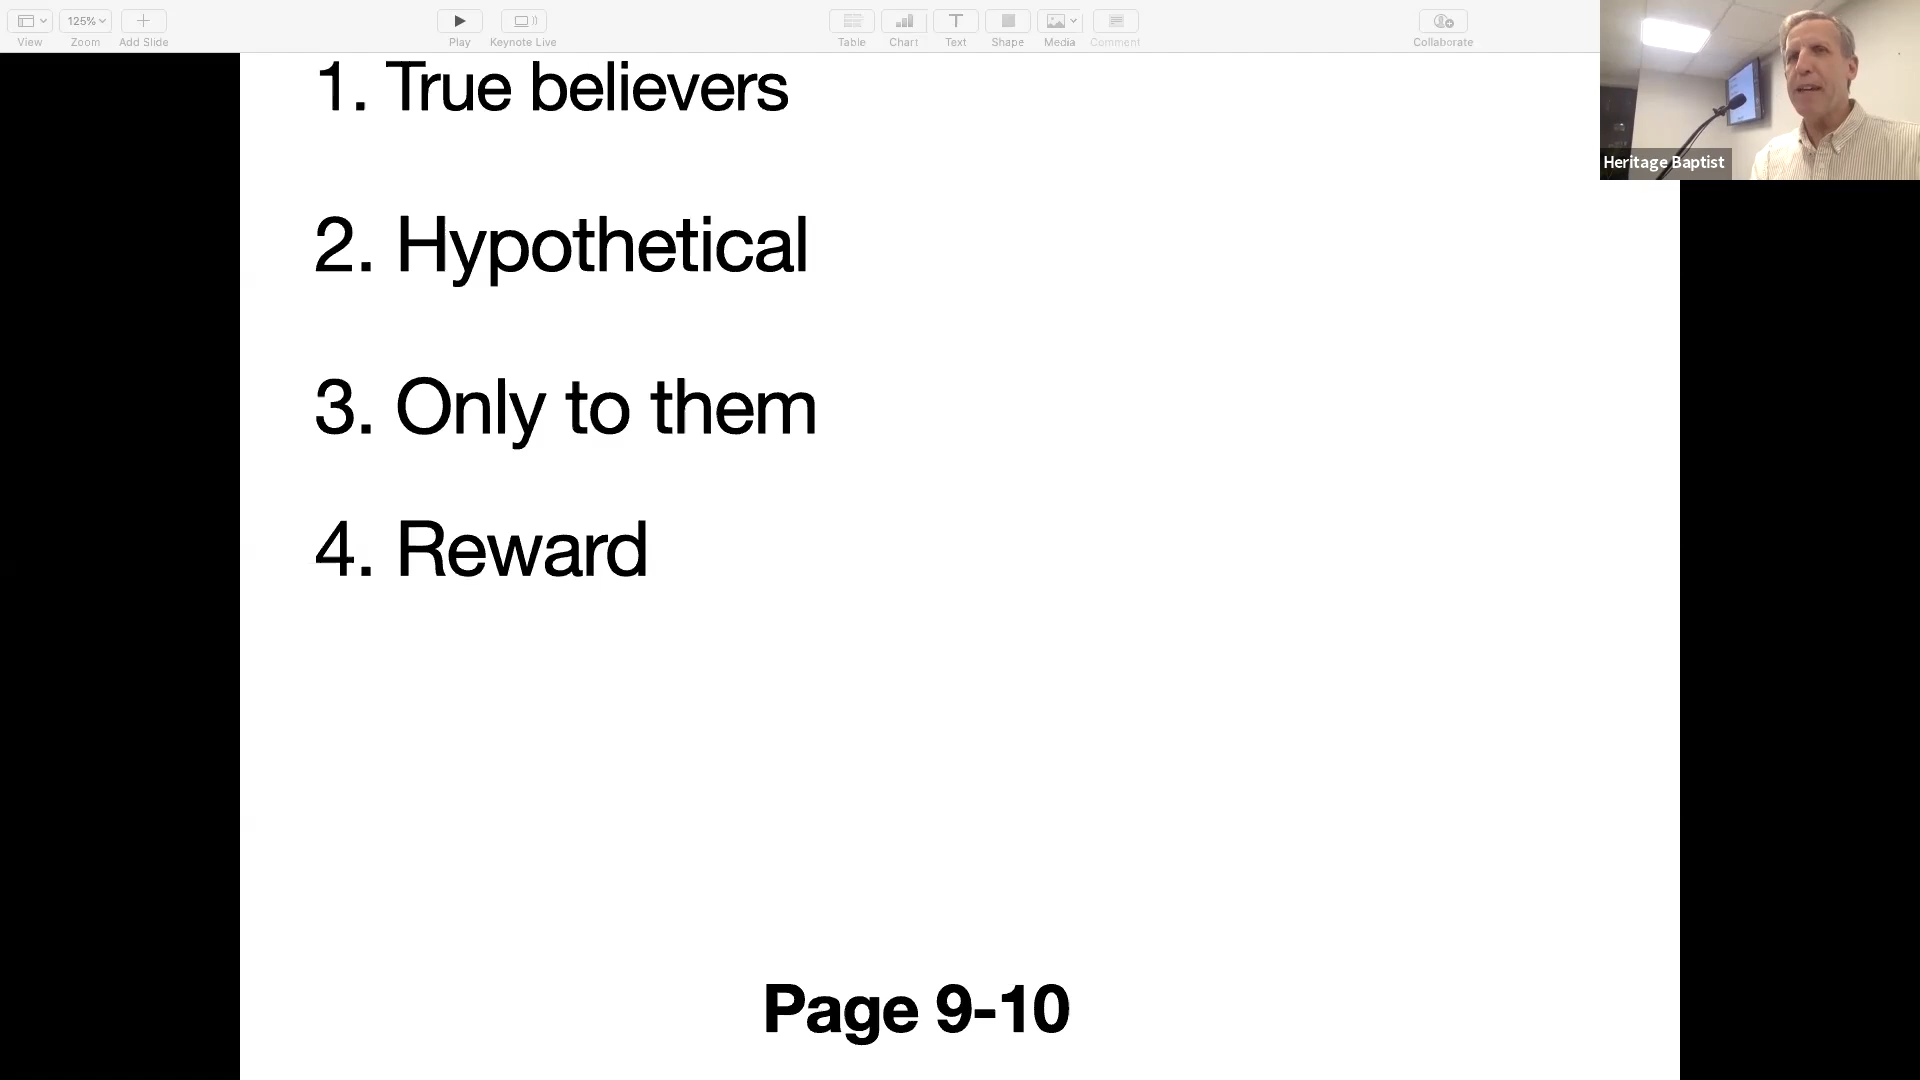 125%
View Zoom Add Slide Play Keynote Live Table Chart Text Shape Media Comment Collaborate
Heritage Baptist
1. True believers
2. Hypothetical
3. Only to them
4. Reward
Page 9-10